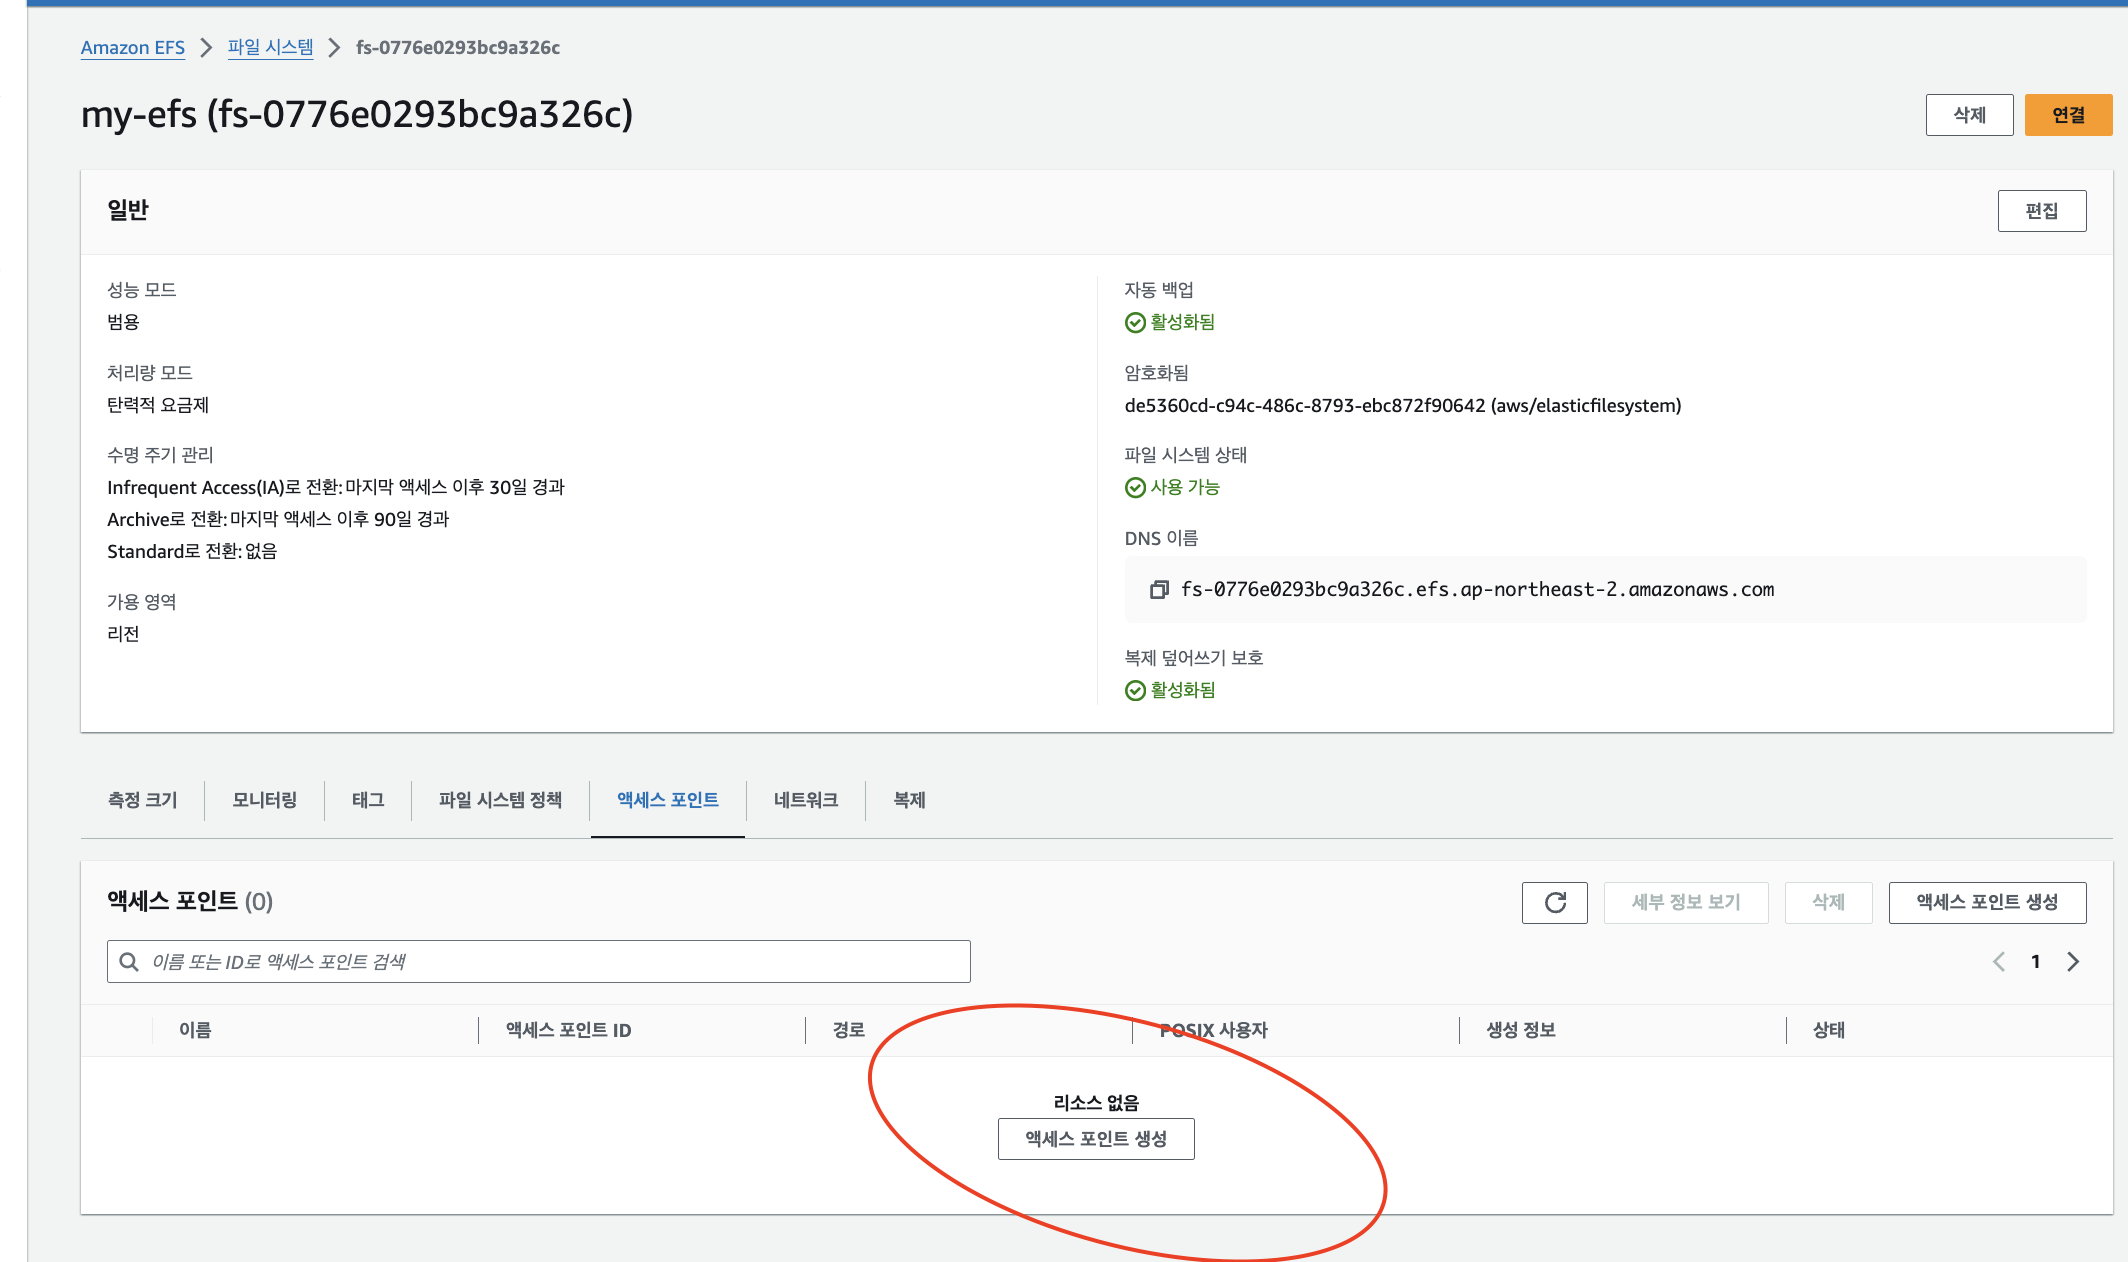 Amazon EFS > 파일 시스템 > fs-0776e0293bc9a326c
my-efs (fs-0776e0293bc9a326c)
삭제
연결
일반
편집
성능 모드
범용
처리량 모드
탄력적 요금제
수명 주기 관리
Infrequent Access(IA)로 전환: 마지막 액세스 이후 30일 경과
Archive로 전환: 마지막 액세스 이후 90일 경과
Standard로 전환: 없음
가용 영역
리전
자동 백업
활성화됨
암호화됨
de5360cd-c94c-486c-8793-ebc872f90642 (aws/elasticfilesystem)
파일 시스템 상태
사용 가능
DNS 이름
fs-0776e0293bc9a326c.efs.ap-northeast-2.amazonaws.com
복제 덮어쓰기 보호
활성화됨
측정 크기 모니터링 태그 파일 시스템 정책 액세스 포인트 네트워크 복제
액세스 포인트 (0)
세부 정보 보기
삭제
액세스 포인트 생성
이름 또는 ID로 액세스 포인트 검색
1
이름 액세스 포인트 ID 경로 POSIX 사용자 생성 정보 상태
리소스 없음
액세스 포인트 생성